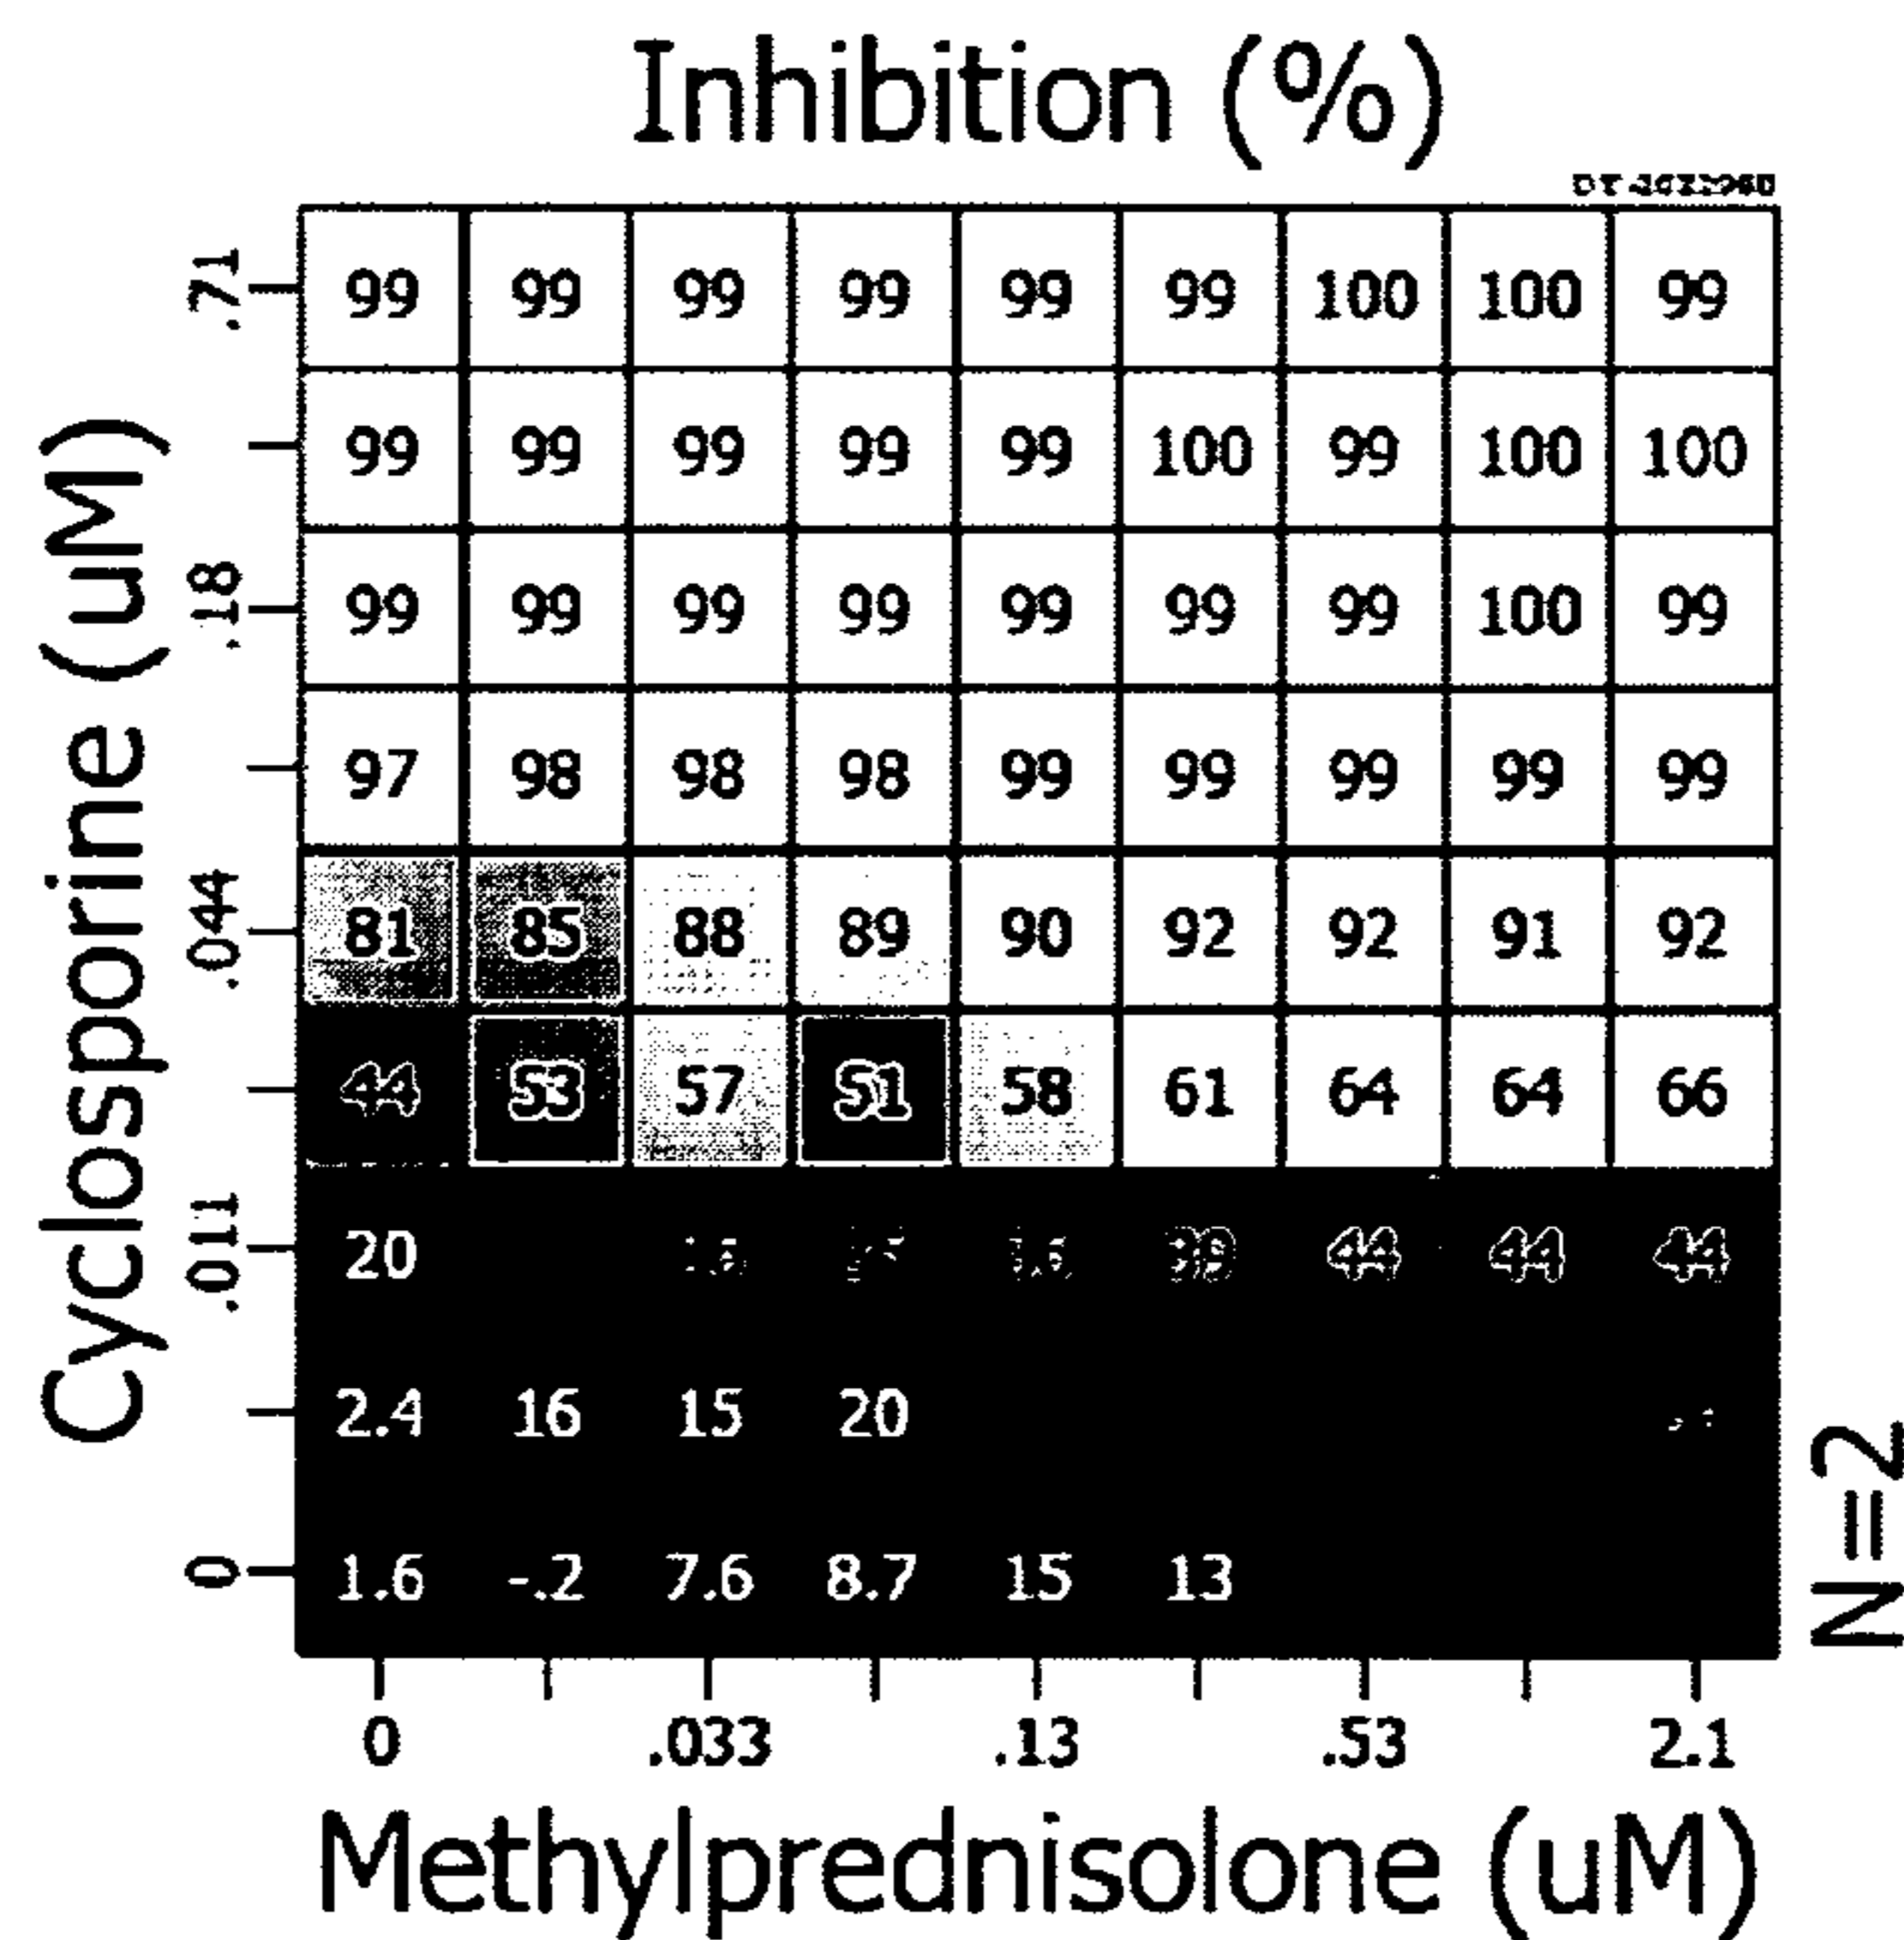 Inhibition (%)
.71 99 99 99 99 99 99 100 100 99
99 99 99 99 99 100 99 100 100
.18 99 99 99 99 99 99 99 100 99
97 98 98 98 99 99 99 99 99
.044 81 85 88 89 90 92 92 91 92
44 53 57 51 58 61 64 64 66
.011 20 39 44 44 44
2.4 16 15 20
0 1.6 -.2 7.6 8.7 15 13
0 .033 .13 .53 2.1
Methylprednisolone (uM)
Cyclosporine (uM)
N=2